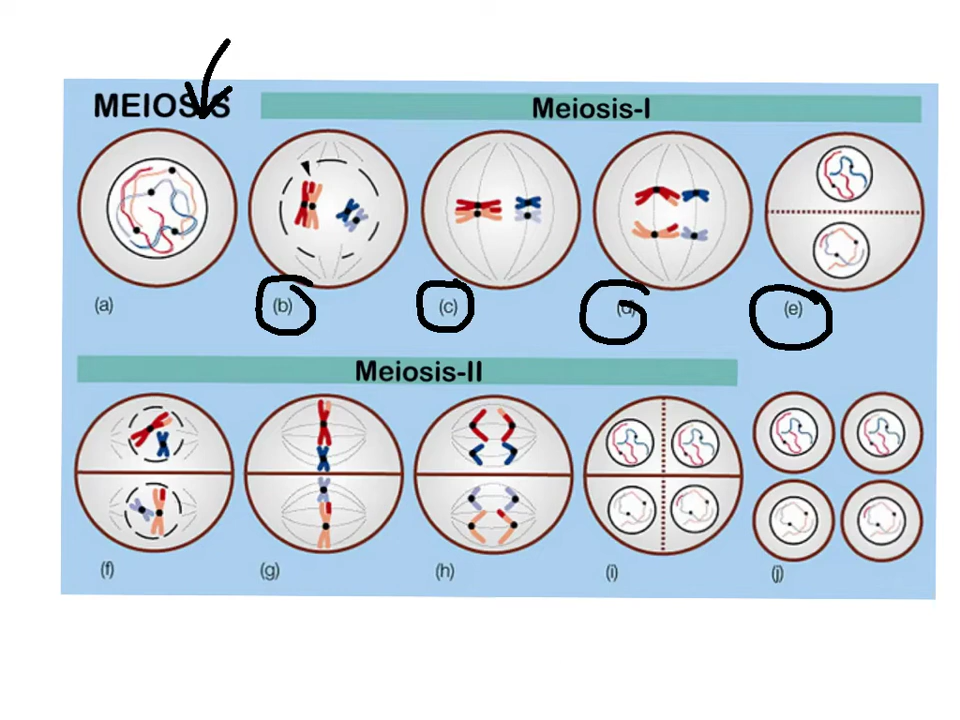 MEIOSIS
Meiosis-I
(a) (b) (c) (d) (e)
Meiosis-II
(f) (g) (h) (i) (j)